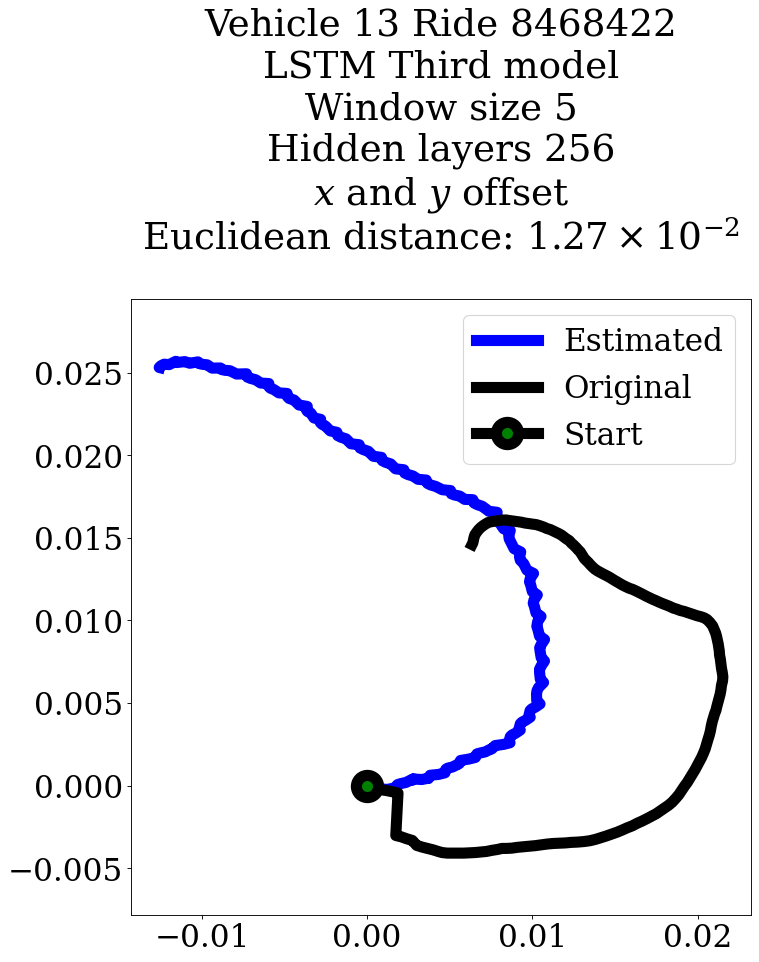 Vehicle 13 Ride 8468422
LSTM Third model
Window size 5
Hidden layers 256
x and y offset
Euclidean distance: 1.27 × 10⁻²
Estimated
Original
Start
0.025
0.020
0.015
0.010
0.005
0.000
−0.005
−0.01
0.00
0.01
0.02